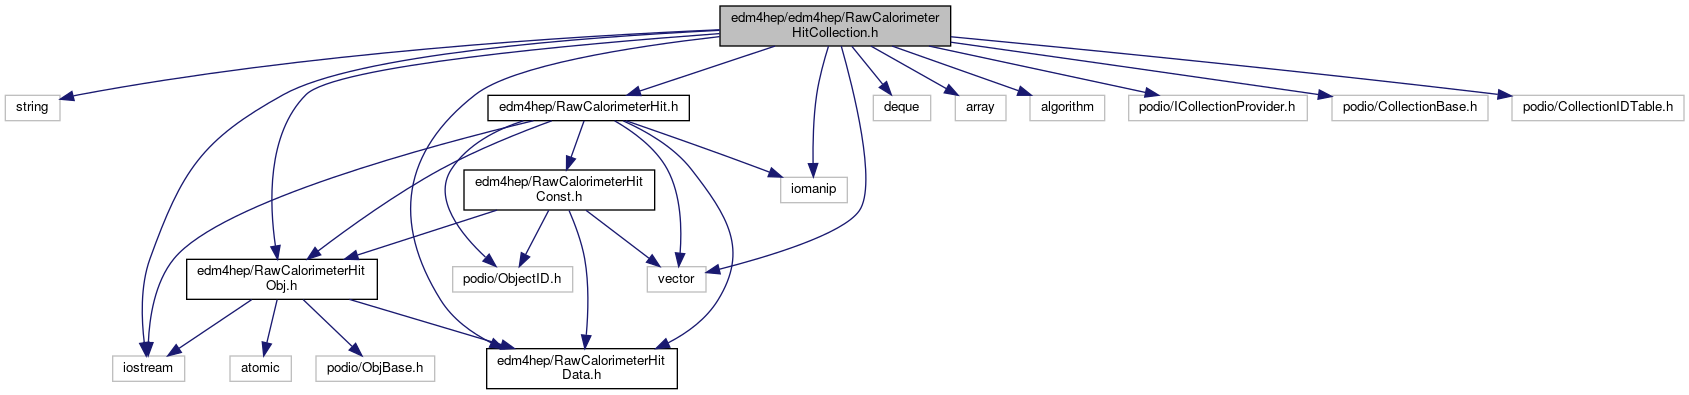 edm4hep/edm4hep/RawCalorimeter
HitCollection.h
string
edm4hep/RawCalorimeterHit.h
deque
array
algorithm
podio/ICollectionProvider.h
podio/CollectionBase.h
podio/CollectionIDTable.h
edm4hep/RawCalorimeterHit
Const.h
iomanip
edm4hep/RawCalorimeterHit
Obj.h
podio/ObjectID.h
vector
iostream
atomic
podio/ObjBase.h
edm4hep/RawCalorimeterHit
Data.h